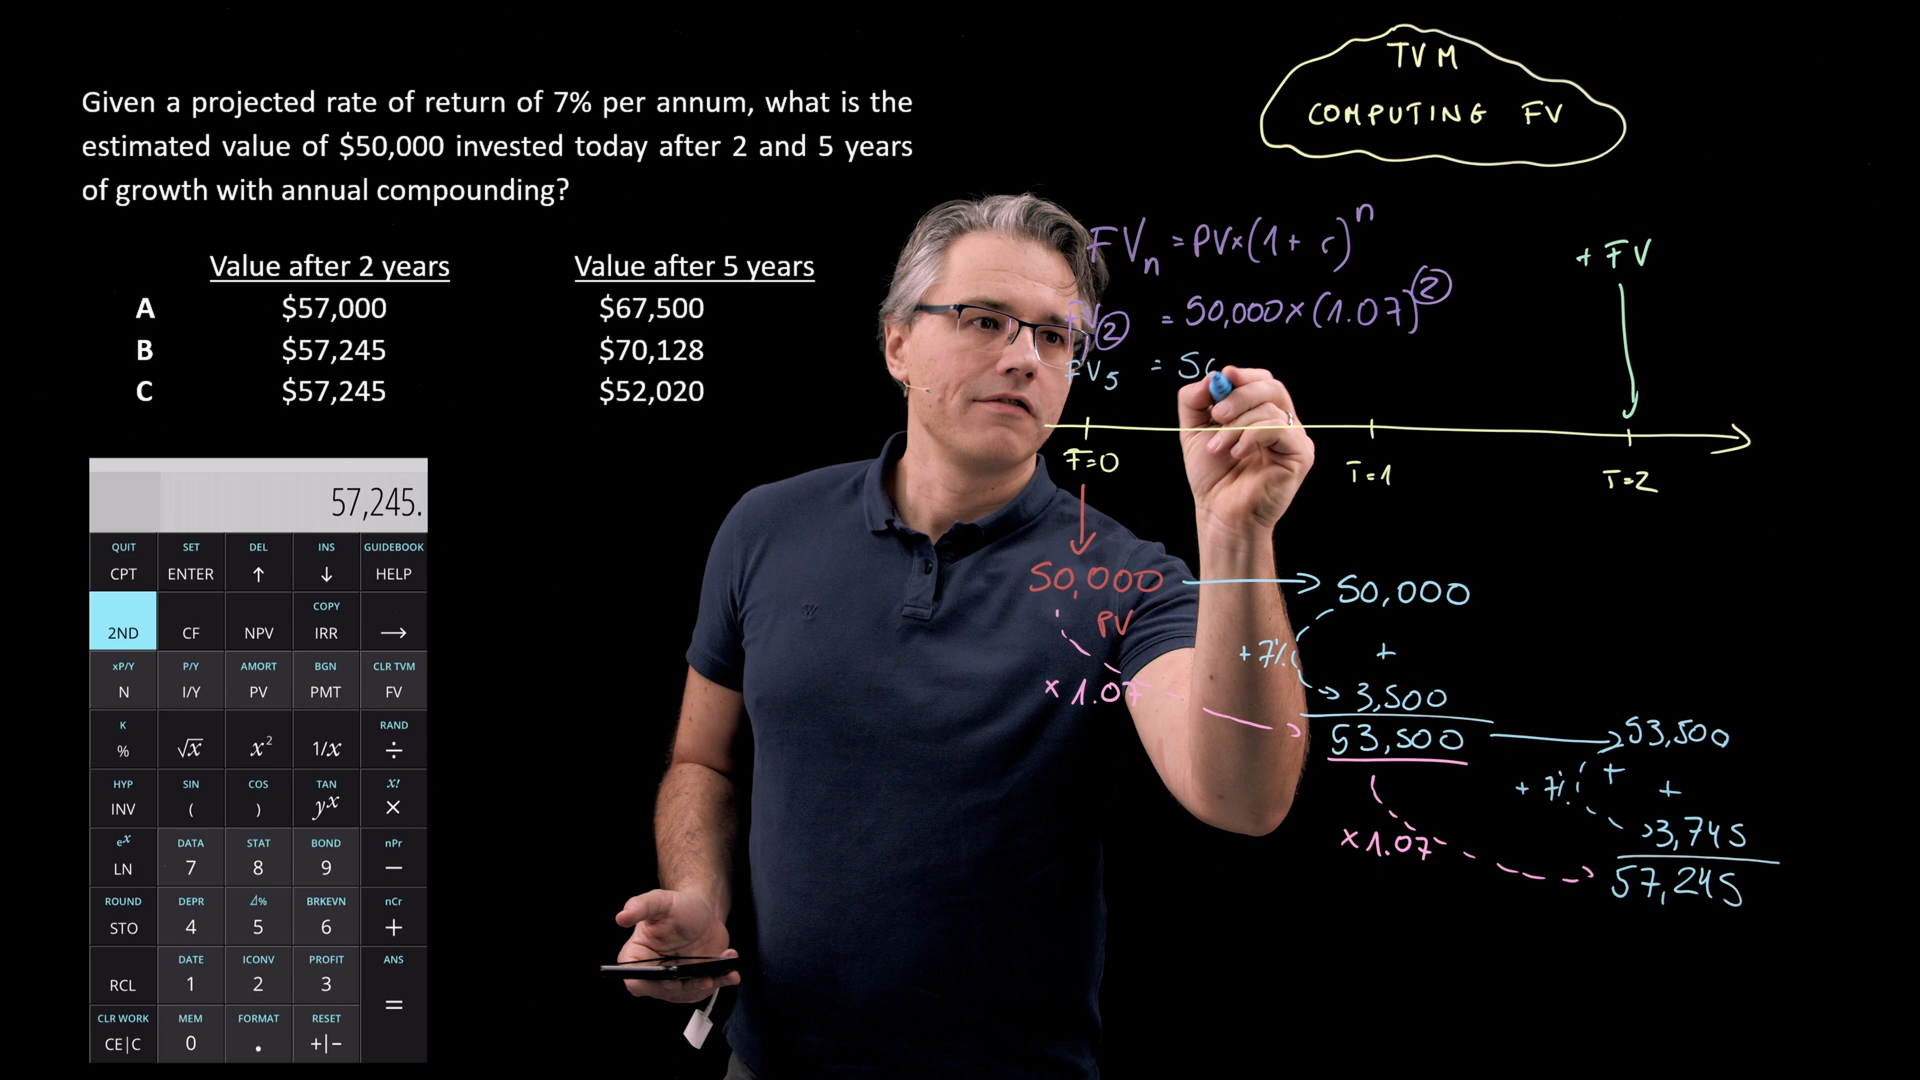 TVM
COMPUTING FV
Given a projected rate of return of 7% per annum, what is the
estimated value of $50,000 invested today after 2 and 5 years
of growth with annual compounding?
Value after 2 years Value after 5 years
A $57,000 $67,500
B $57,245 $70,128
C $57,245 $52,020
FVn = PV×(1+ r)^n
FV2 = 50,000×(1.07)^2
FV5 = 50
+ FV
T=0
T=1
T=2
50,000
PV
× 1.07
50,000
+7%
+
3,500
53,500
53,500
× 1.07
+ 7%
+
+
3,745
57,245
57,245.
QUIT SET DEL INS GUIDEBOOK
CPT ENTER ↑ ↓ HELP
COPY
2ND CF NPV IRR →
xP/Y P/Y AMORT BGN CLR TVM
N I/Y PV PMT FV
K RAND
% √x x² 1/x ÷
HYP SIN COS TAN x!
INV ( ) y^x ×
e^x DATA STAT BOND nPr
LN 7 8 9 −
ROUND DEPR Δ% BRKEVN nCr
STO 4 5 6 +
DATE ICONV PROFIT ANS
RCL 1 2 3 =
CLR WORK MEM FORMAT RESET
CE|C 0 . +|−